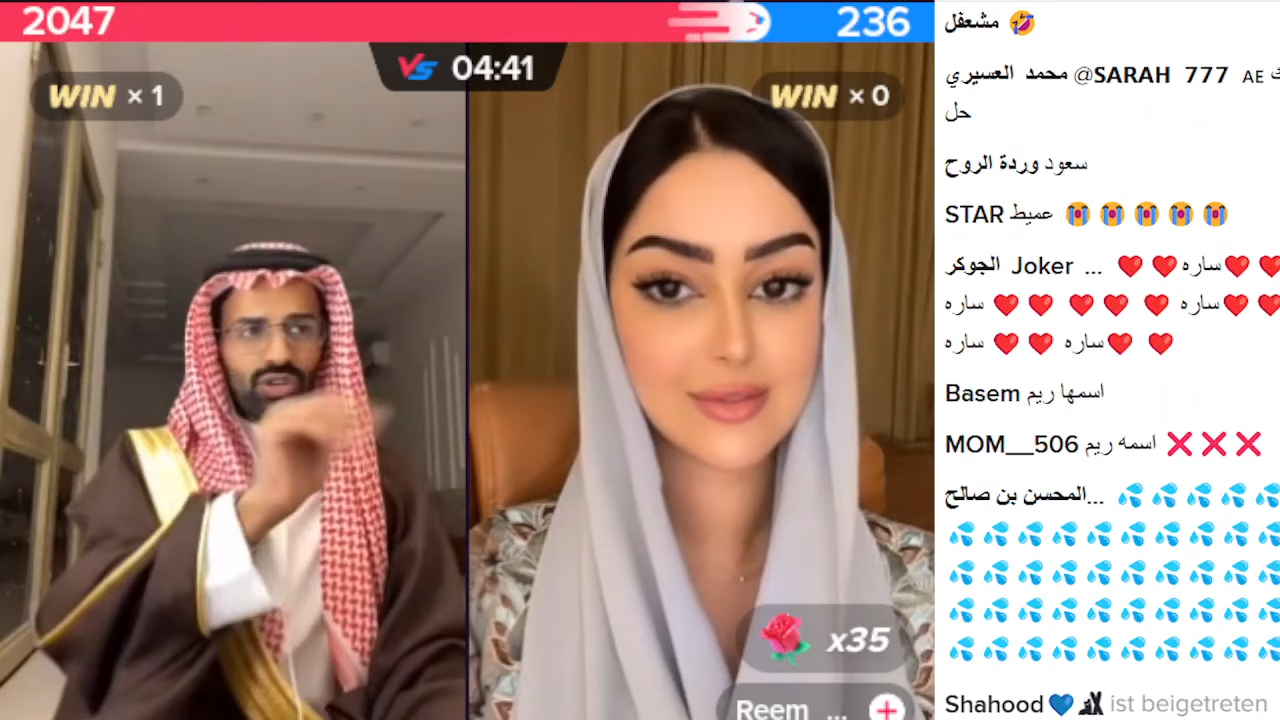 2047
236
VS 04:41
WIN × 1
WIN × 0
x35
Reem ...
مشعفل 🤣
محمد العسيري @SARAH 777 AE
حل
سعود وردة الروح
STAR عميط 😭 😭 😭 😭 😭
الجوكر Joker ... ❤️ ❤️ ساره ❤️ ❤️
ساره ❤️ ❤️ ❤️ ❤️ ❤️ ساره ❤️ ❤️
ساره ❤️ ❤️ ساره ❤️ ❤️
Basem اسمها ريم
MOM__506 اسمه ريم ❌ ❌ ❌
المحسن بن صالح... 💦 💦 💦 💦 💦
💦 💦 💦 💦 💦 💦 💦 💦 💦 💦
💦 💦 💦 💦 💦 💦 💦 💦 💦 💦
💦 💦 💦 💦 💦 💦 💦 💦 💦 💦
💦 💦 💦 💦 💦 💦 💦 💦 💦 💦
Shahood 💙 ist beigetreten